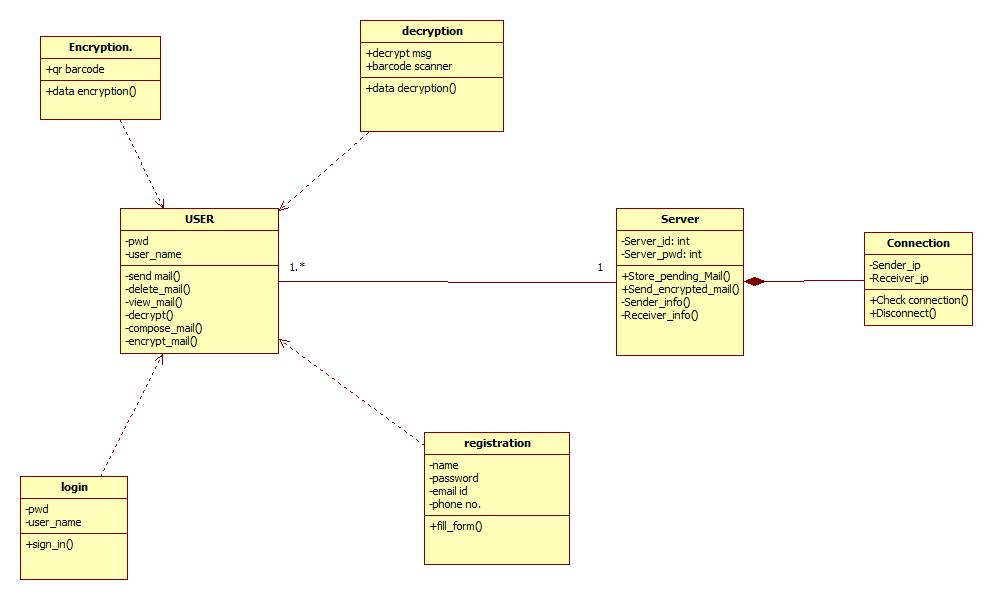 Encryption.
+qr barcode
+data encryption()
decryption
+decrypt msg
+barcode scanner
+data decryption()
USER
-pwd
-user_name
-send mail()
-delete_mail()
-view_mail()
-decrypt()
-compose_mail()
-encrypt_mail()
1.*
1
Server
-Server_id: int
-Server_pwd: int
+Store_pending_Mail()
+Send_encrypted_mail()
-Sender_info()
-Receiver_info()
Connection
-Sender_ip
-Receiver_ip
+Check connection()
+Disconnect()
login
-pwd
-user_name
+sign_in()
registration
-name
-password
-email id
-phone no.
+fill_form()